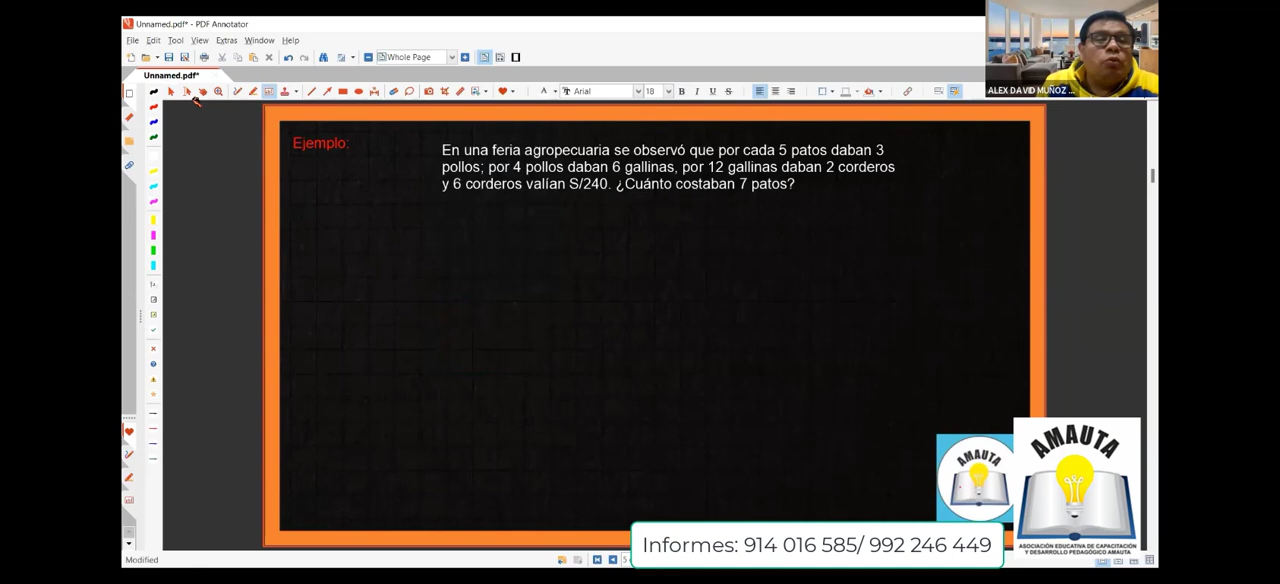 Unnamed.pdf* - PDF Annotator
File Edit Tool View Extras Window Help
Whole Page
Unnamed.pdf*
Arial 18 B I U S
ALEX DAVID MUÑOZ ...
Ejemplo:
En una feria agropecuaria se observó que por cada 5 patos daban 3
pollos; por 4 pollos daban 6 gallinas, por 12 gallinas daban 2 corderos
y 6 corderos valían S/240. ¿Cuánto costaban 7 patos?
AMAUTA
AMAUTA
ASOCIACIÓN EDUCATIVA DE CAPACITACIÓN
Y DESARROLLO PEDAGÓGICO AMAUTA
Informes: 914 016 585/ 992 246 449
Modified
5